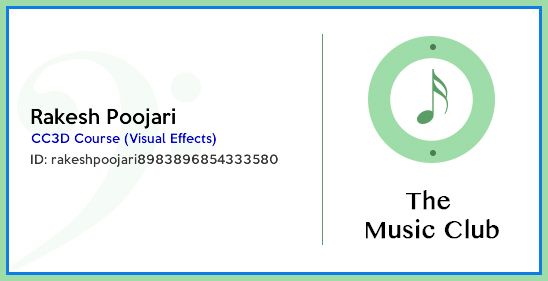 Rakesh Poojari
CC3D Course (Visual Effects)
ID: rakeshpoojari8983896854333580
The
Music Club